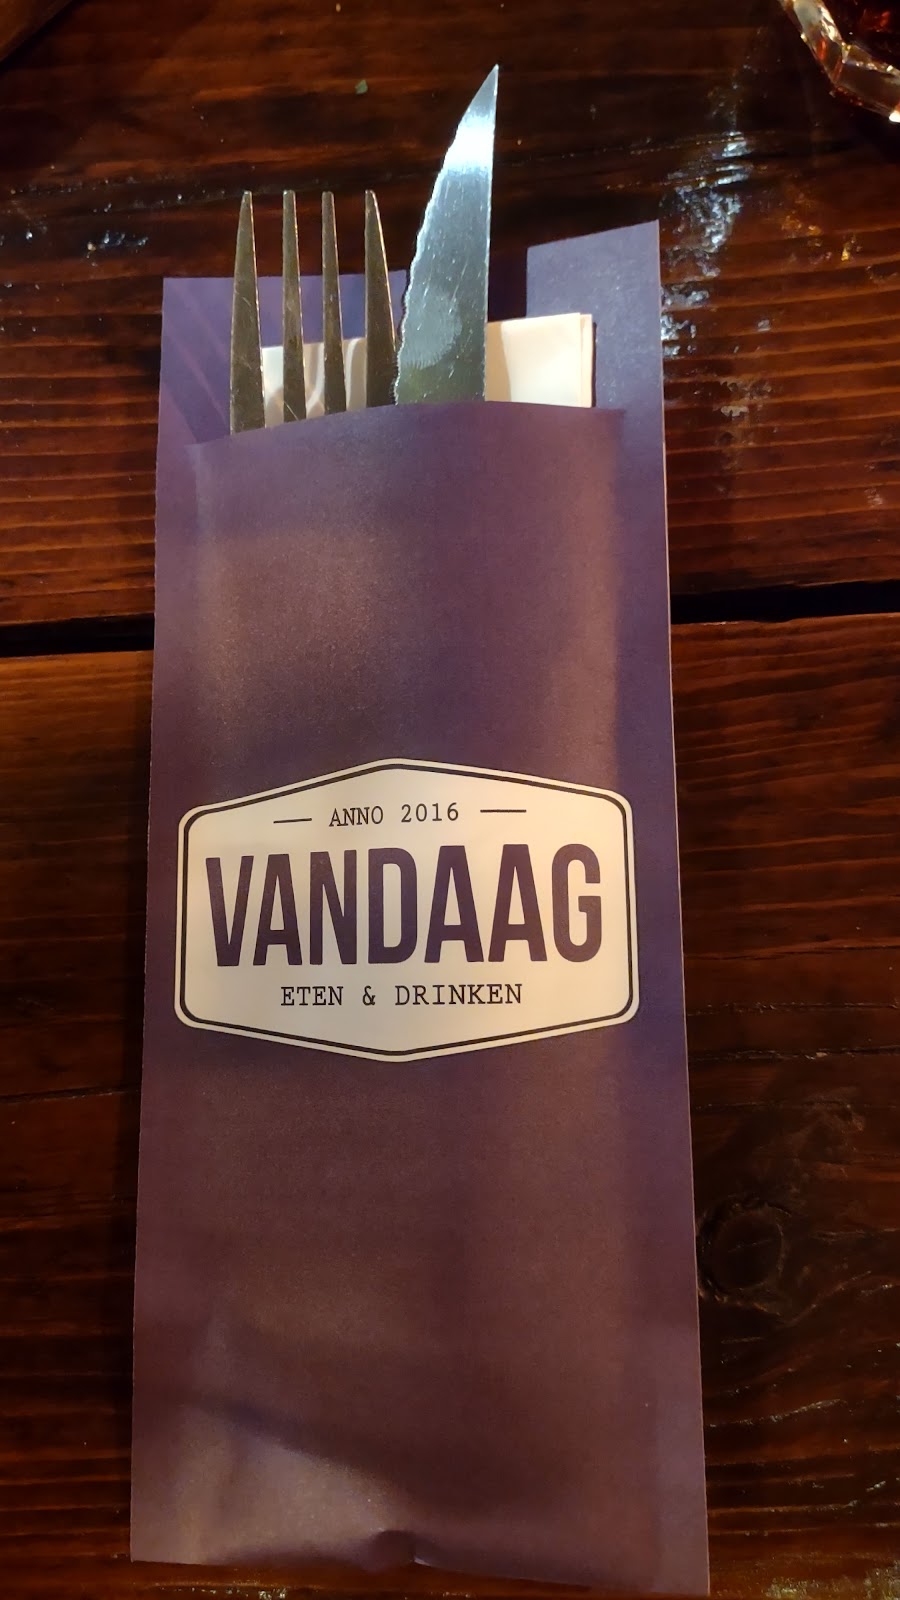 ANNO 2016
VANDAAG
ETEN & DRINKEN